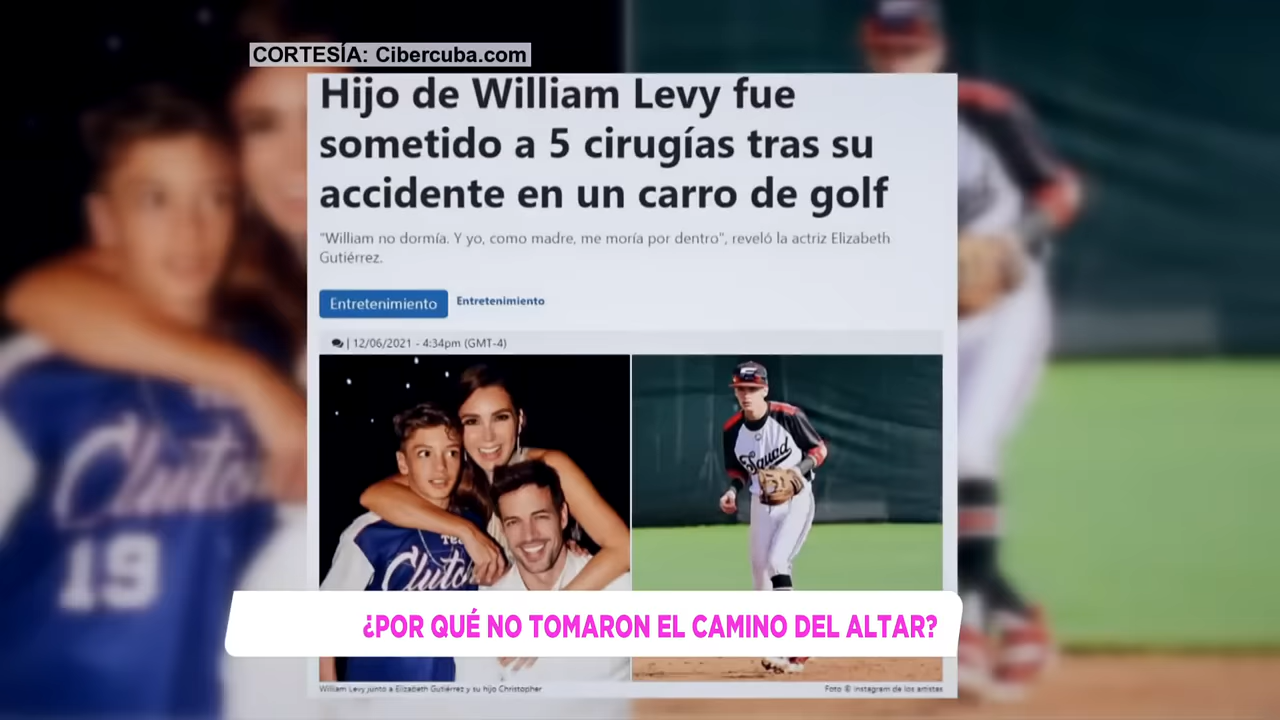 CORTESÍA: Cibercuba.com
Hijo de William Levy fue
sometido a 5 cirugías tras su
accidente en un carro de golf
"William no dormía. Y yo, como madre, me moría por dentro", reveló la actriz Elizabeth
Gutiérrez.
Entretenimiento Entretenimiento
| 12/06/2021 - 4:34pm (GMT-4)
Clutch
19
Squad
Clutch
¿POR QUÉ NO TOMARON EL CAMINO DEL ALTAR?
William Levy junto a Elizabeth Gutiérrez y su hijo Christopher
Foto © Instagram de los artistas